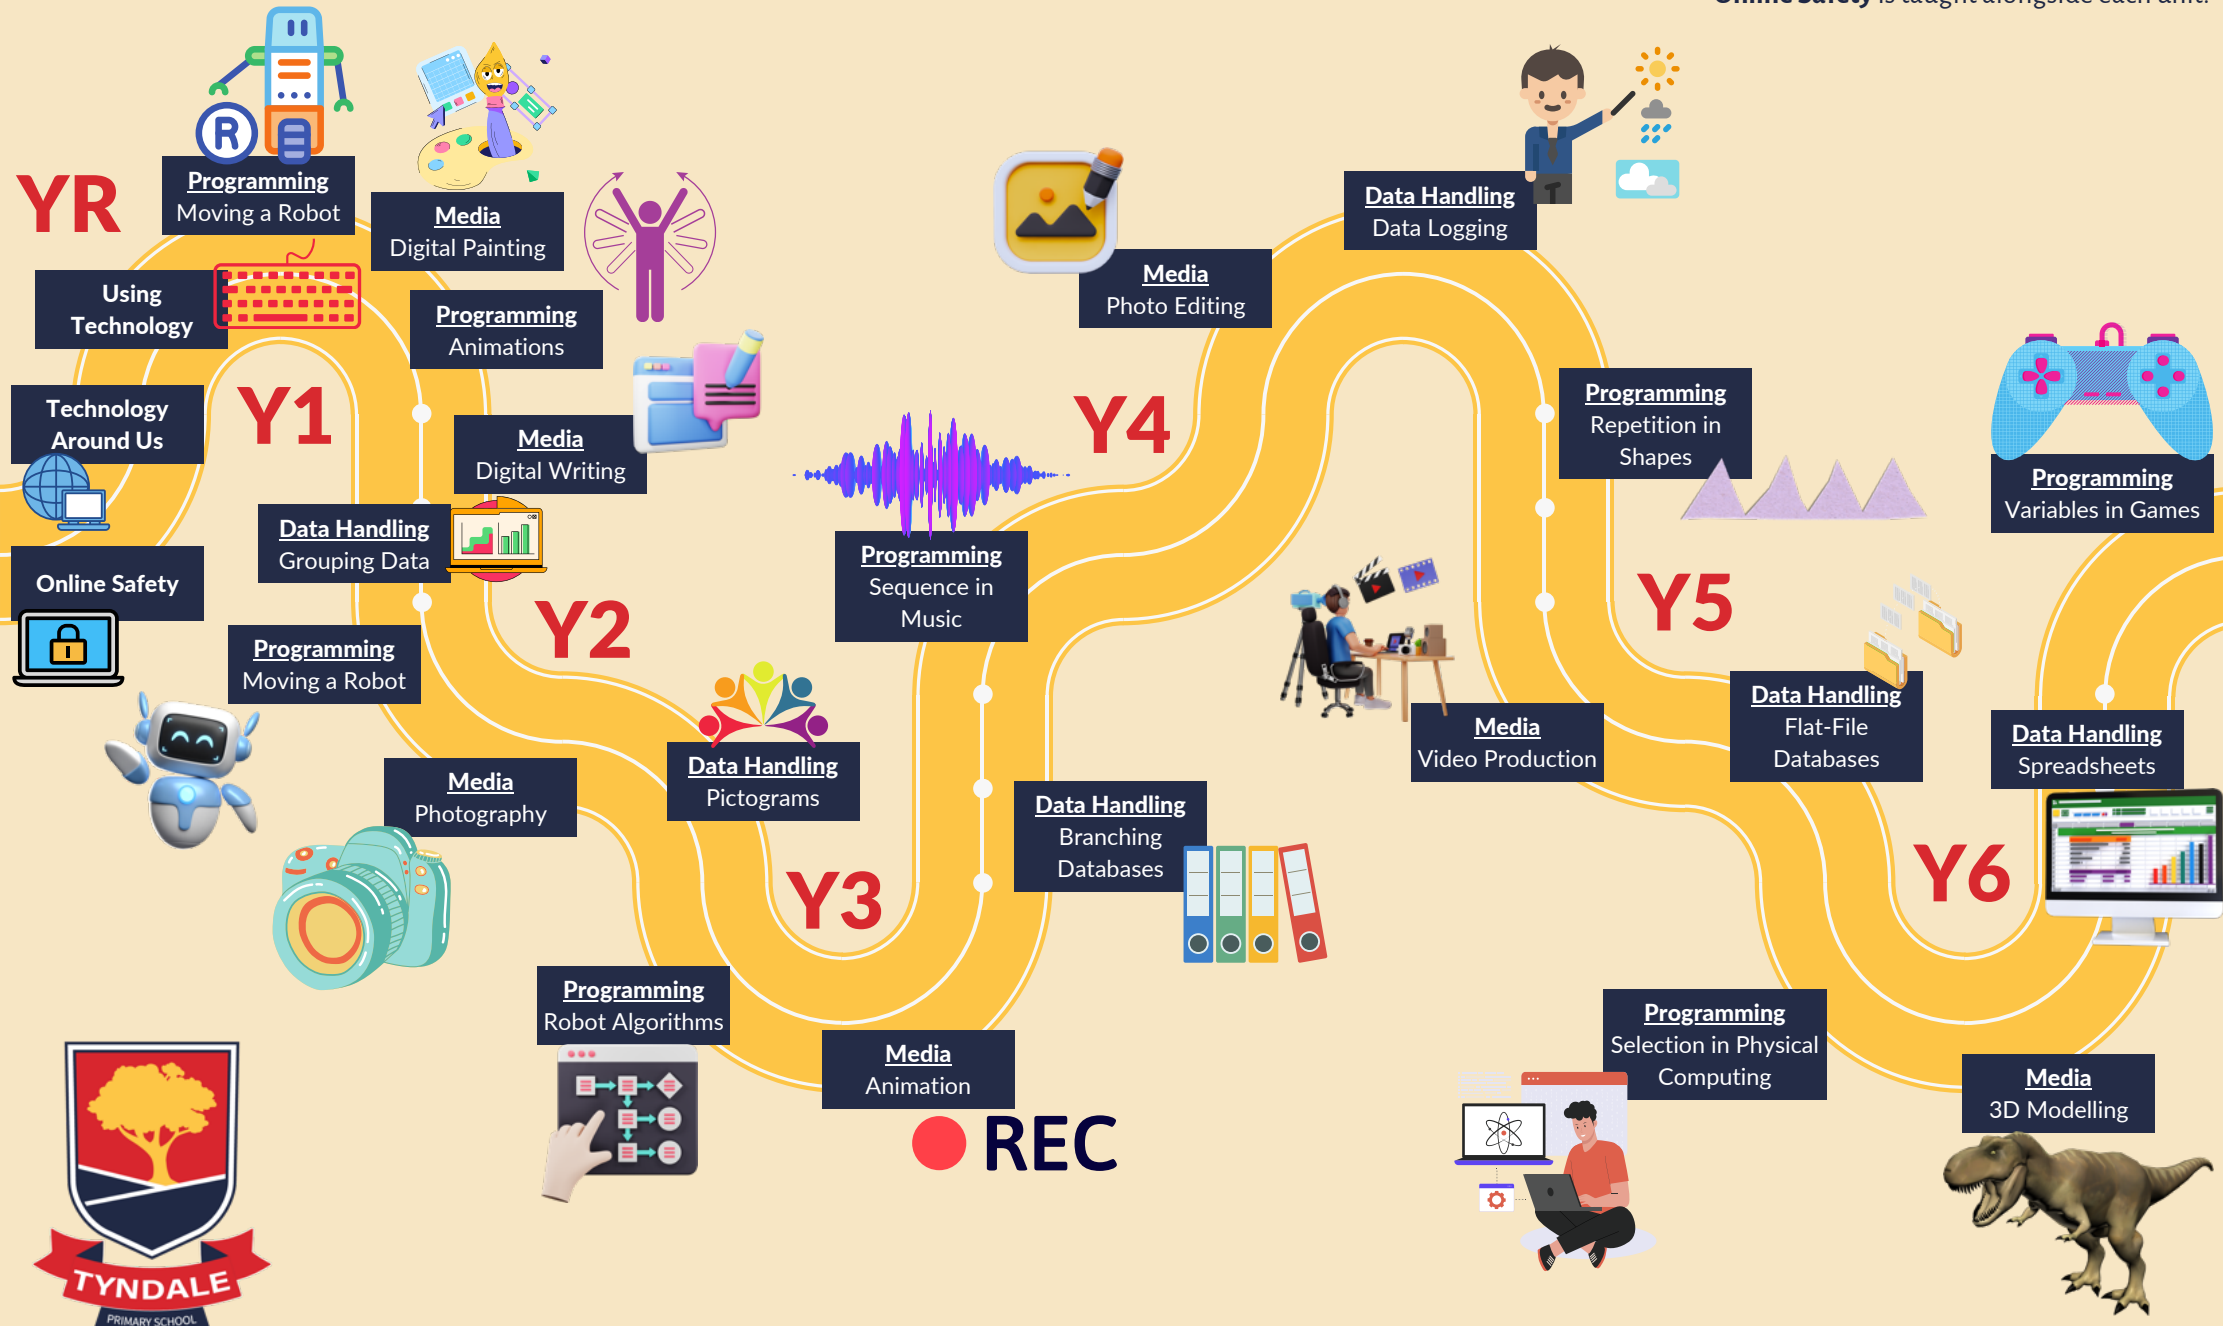 Online Safety is taught alongside each unit.
YR
Online Safety
Technology
Around Us
Using
Technology
R
Programming
Moving a Robot
Y1
Media
Digital Painting
Programming
Animations
Media
Digital Writing
Data Handling
Grouping Data
Programming
Moving a Robot
Y2
Media
Photography
Data Handling
Pictograms
Programming
Robot Algorithms
Y3
Media
Animation
REC
Data Handling
Branching
Databases
Programming
Sequence in
Music
Y4
Media
Photo Editing
Data Handling
Data Logging
Programming
Repetition in
Shapes
Media
Video Production
Y5
Data Handling
Flat-File
Databases
Programming
Selection in Physical
Computing
Y6
Media
3D Modelling
Data Handling
Spreadsheets
Programming
Variables in Games
TYNDALE
PRIMARY SCHOOL